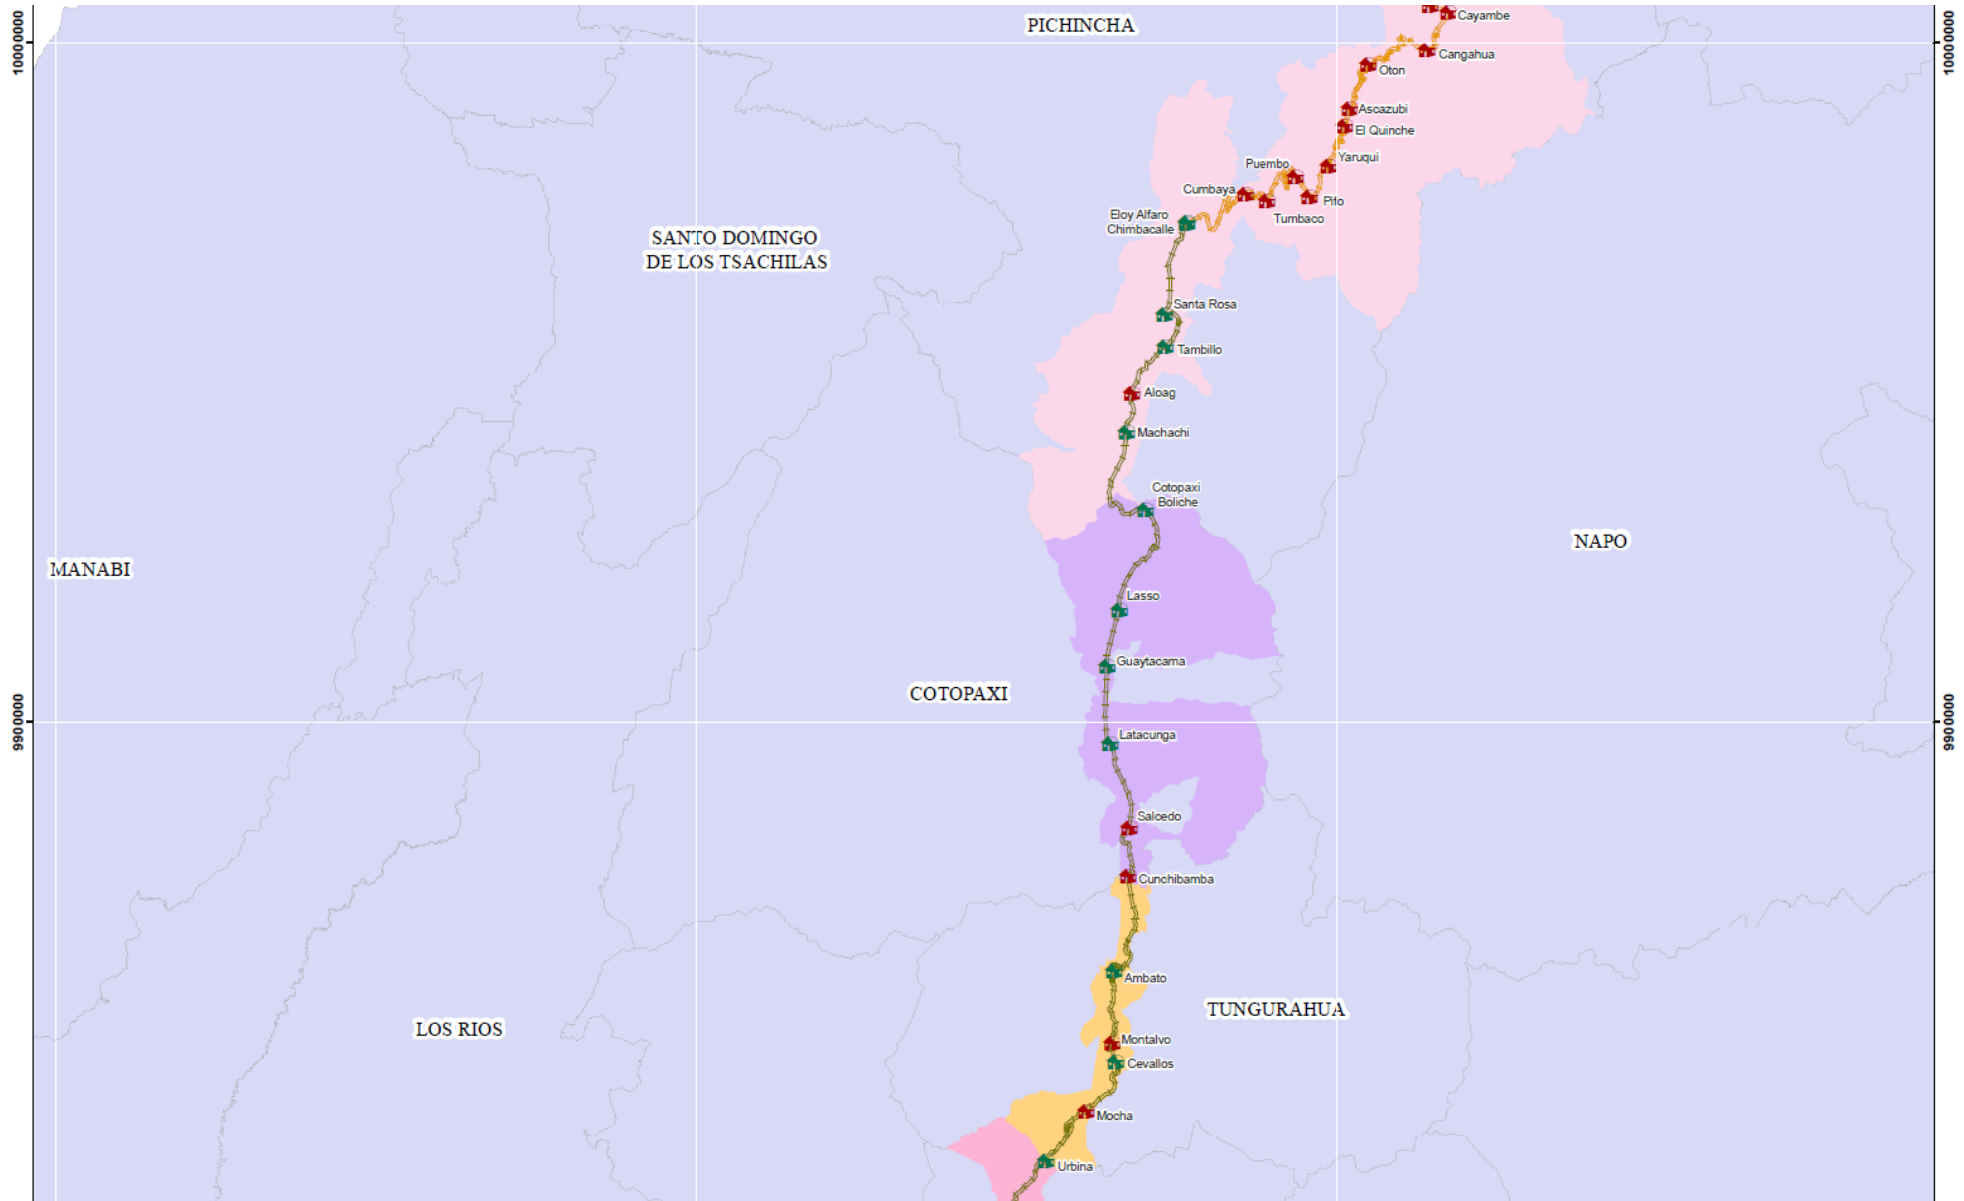 PICHINCHA
Cayambe
10000000
10000000
Cangahua
Oton
Ascazubi
El Quinche
Yaruqui
Puembo
Cumbaya
Pifo
Tumbaco
Eloy Alfaro
Chimbacalle
SANTO DOMINGO
DE LOS TSACHILAS
Santa Rosa
Tambillo
Aloag
Machachi
Cotopaxi
Boliche
NAPO
MANABI
Lasso
Guaytacama
COTOPAXI
9900000
9900000
Latacunga
Salcedo
Cunchibamba
Ambato
TUNGURAHUA
LOS RIOS
Montalvo
Cevallos
Mocha
Urbina